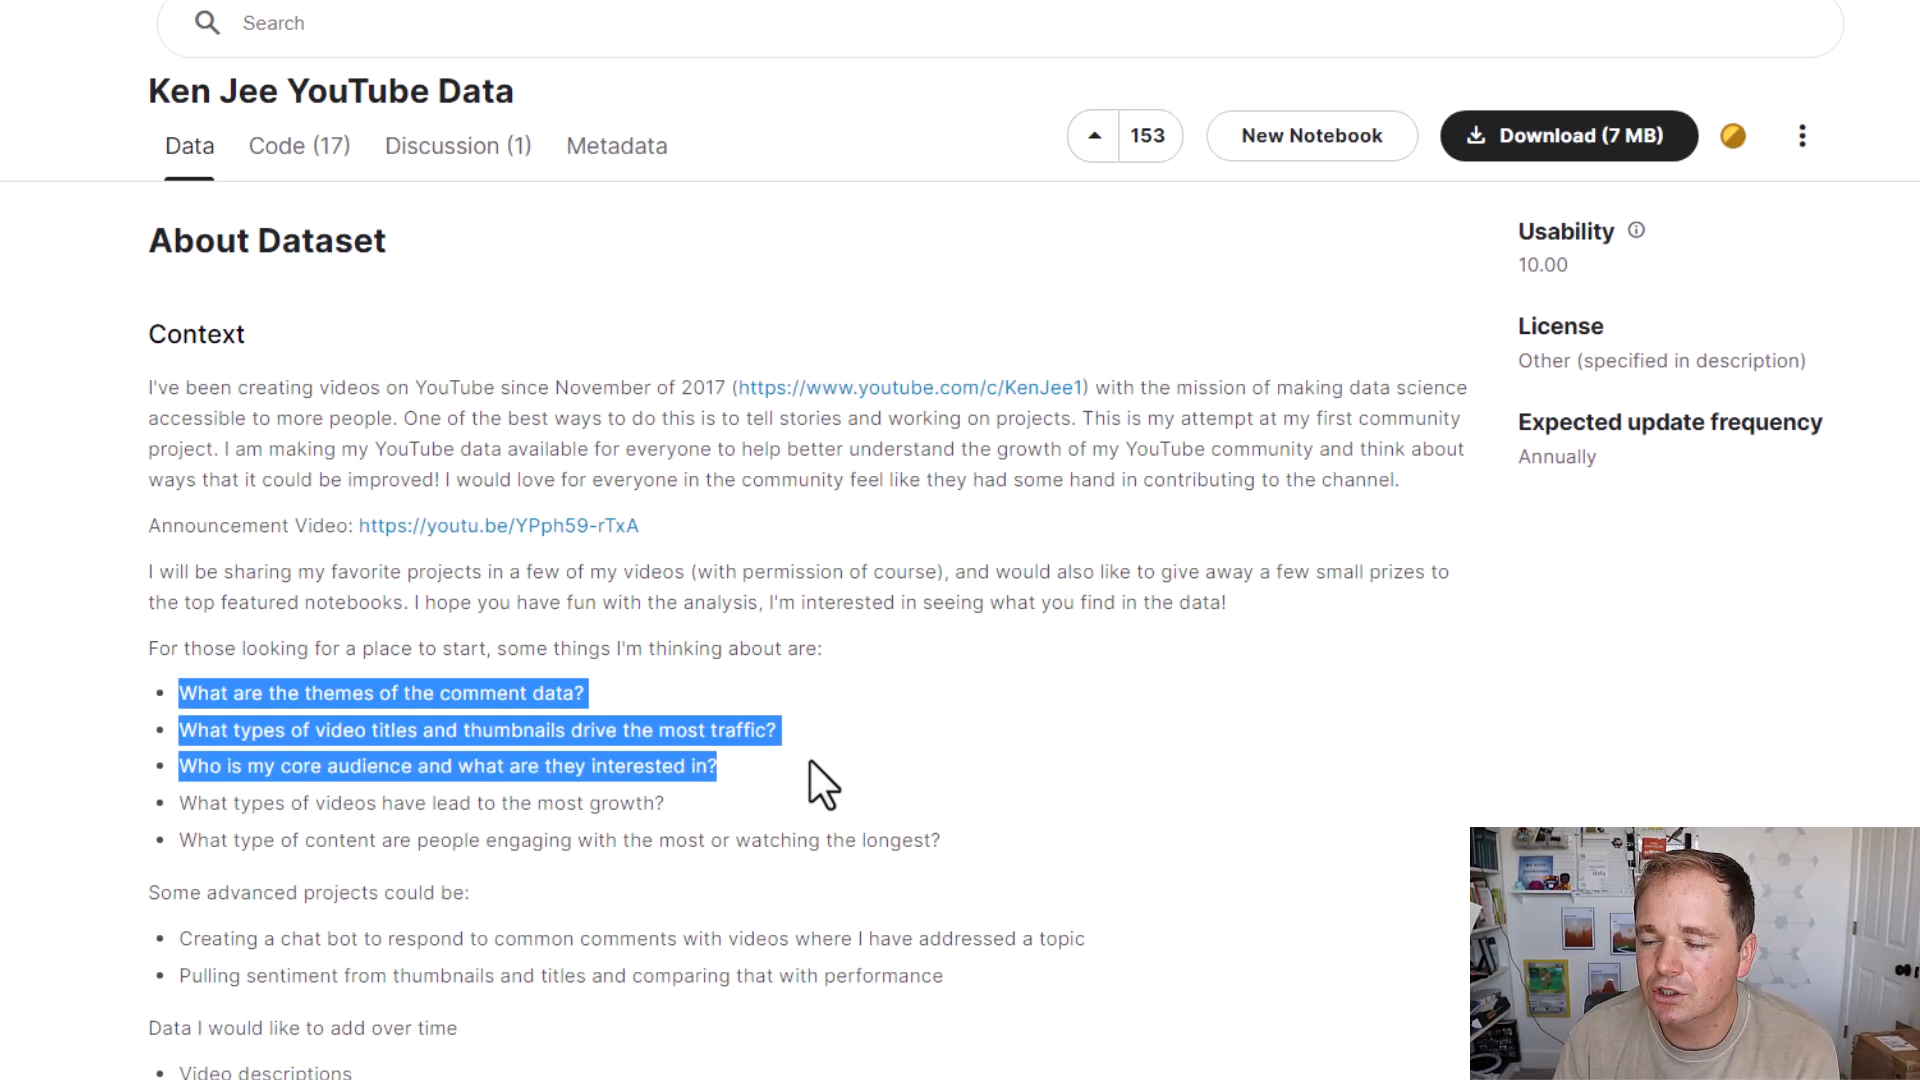 Search
Ken Jee YouTube Data
Data
Code (17)
Discussion (1)
Metadata
153
New Notebook
Download (7 MB)
About Dataset
Usability
10.00
License
Other (specified in description)
Expected update frequency
Annually
Context
I've been creating videos on YouTube since November of 2017 (https://www.youtube.com/c/KenJee1) with the mission of making data science
accessible to more people. One of the best ways to do this is to tell stories and working on projects. This is my attempt at my first community
project. I am making my YouTube data available for everyone to help better understand the growth of my YouTube community and think about
ways that it could be improved! I would love for everyone in the community feel like they had some hand in contributing to the channel.
Announcement Video: https://youtu.be/YPph59-rTxA
I will be sharing my favorite projects in a few of my videos (with permission of course), and would also like to give away a few small prizes to
the top featured notebooks. I hope you have fun with the analysis, I'm interested in seeing what you find in the data!
For those looking for a place to start, some things I'm thinking about are:
• What are the themes of the comment data?
• What types of video titles and thumbnails drive the most traffic?
• Who is my core audience and what are they interested in?
• What types of videos have lead to the most growth?
• What type of content are people engaging with the most or watching the longest?
Some advanced projects could be:
• Creating a chat bot to respond to common comments with videos where I have addressed a topic
• Pulling sentiment from thumbnails and titles and comparing that with performance
Data I would like to add over time
• Video descriptions